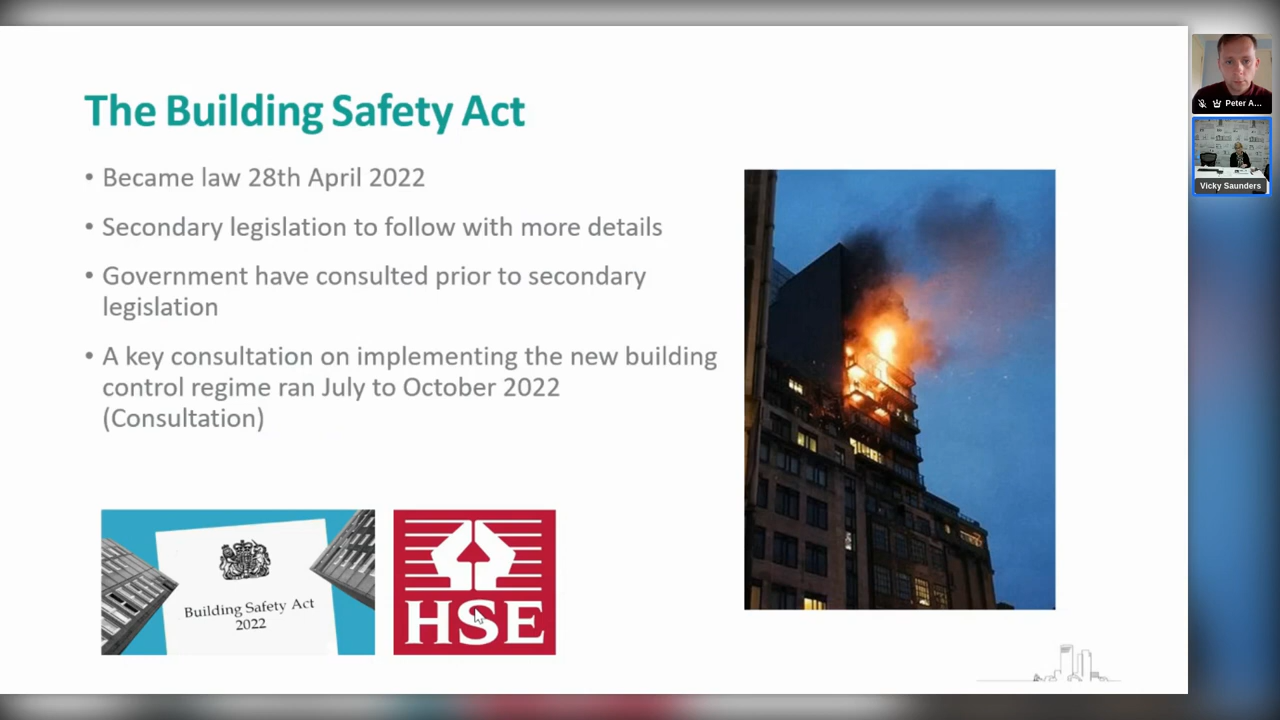 The Building Safety Act
• Became law 28th April 2022
• Secondary legislation to follow with more details
• Government have consulted prior to secondary
legislation
• A key consultation on implementing the new building
control regime ran July to October 2022
(Consultation)
Building Safety Act
2022
HSE
Peter A...
Vicky Saunders